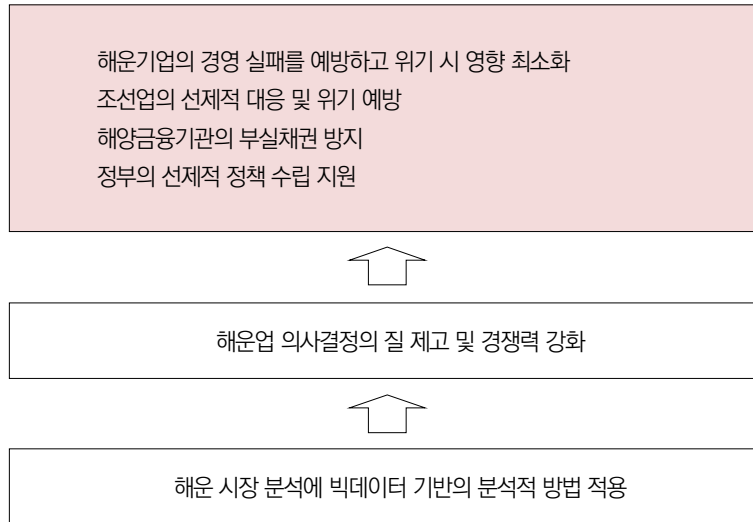 해운기업의 경영 실패를 예방하고 위기 시 영향 최소화
조선업의 선제적 대응 및 위기 예방
해양금융기관의 부실채권 방지
정부의 선제적 정책 수립 지원
해운업 의사결정의 질 제고 및 경쟁력 강화
해운 시장 분석에 빅데이터 기반의 분석적 방법 적용